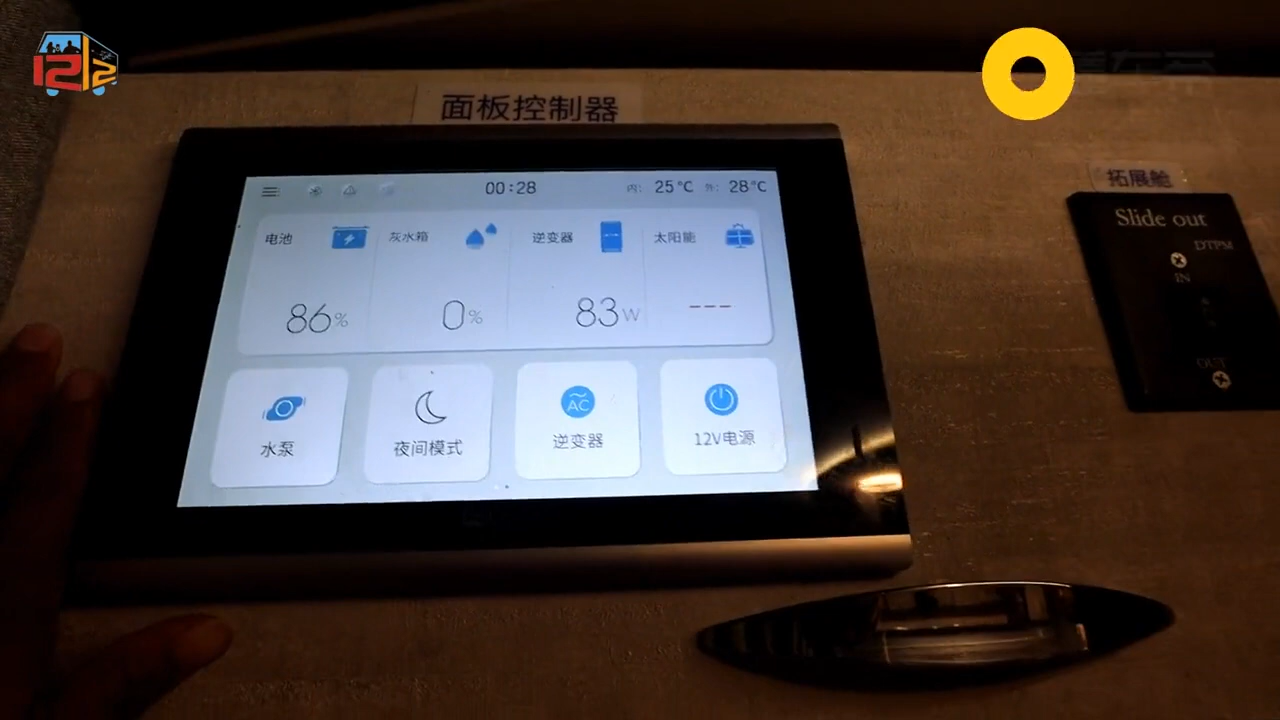 1212
面板控制器
00:28
内: 25℃ 外: 28℃
电池
灰水箱
逆变器
太阳能
86%
0%
83W
---
水泵
夜间模式
AC
逆变器
12V电源
拓展舱
Slide out
DTPM
IN
OUT